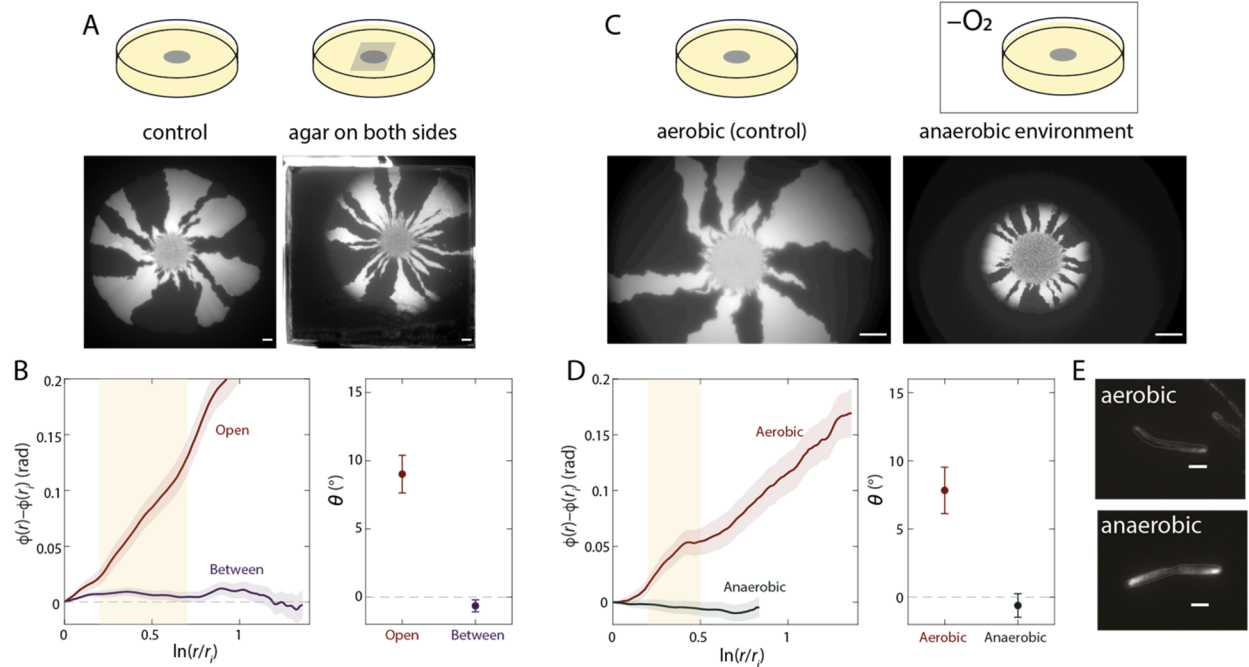 A
control
agar on both sides
C
–O₂
aerobic (control)
anaerobic environment
B
ϕ(r)–ϕ(rᵢ) (rad)
0.2
0.15
0.1
0.05
0
Open
Between
0
0.5
1
ln(r/rᵢ)
θ (°)
15
10
5
0
Open
Between
D
ϕ(r)–ϕ(rᵢ) (rad)
0.2
0.15
0.1
0.05
0
Aerobic
Anaerobic
0
0.5
1
ln(r/rᵢ)
θ (°)
15
10
5
0
Aerobic
Anaerobic
E
aerobic
anaerobic